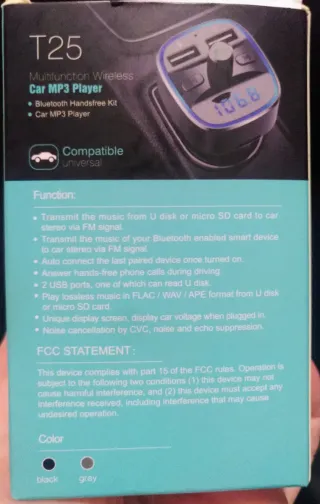 T25
Multifunction Wireless
Car MP3 Player
• Bluetooth Handsfree Kit
• Car MP3 Player
106.8
Compatible
universal
Function:
• Transmit the music from U disk or micro SD card to car
stereo via FM signal.
• Transmit the music of your Bluetooth enabled smart device
to car stereo via FM signal.
• Auto connect the last paired device once turned on.
• Answer hands-free phone calls during driving.
• 2 USB ports, one of which can read U disk.
• Play lossless music in FLAC / WAV / APE format from U disk
or micro SD card.
• Unique display screen, display car voltage when plugged in.
• Noise cancellation by CVC, noise and echo suppression.
FCC STATEMENT :
This device complies with part 15 of the FCC rules. Operation is
subject to the following two conditions (1) this device may not
cause harmful interference, and (2) this device must accept any
interference received, including interference that may cause
undesired operation.
Color
black
grey